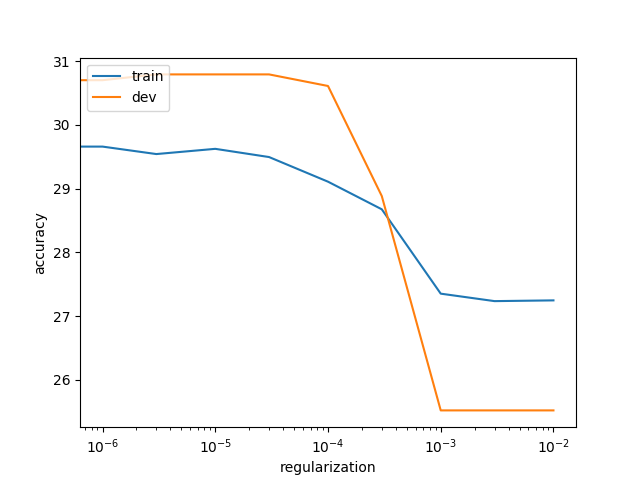 31
30
29
28
27
26
accuracy
train
dev
10⁻⁶
10⁻⁵
10⁻⁴
10⁻³
10⁻²
regularization